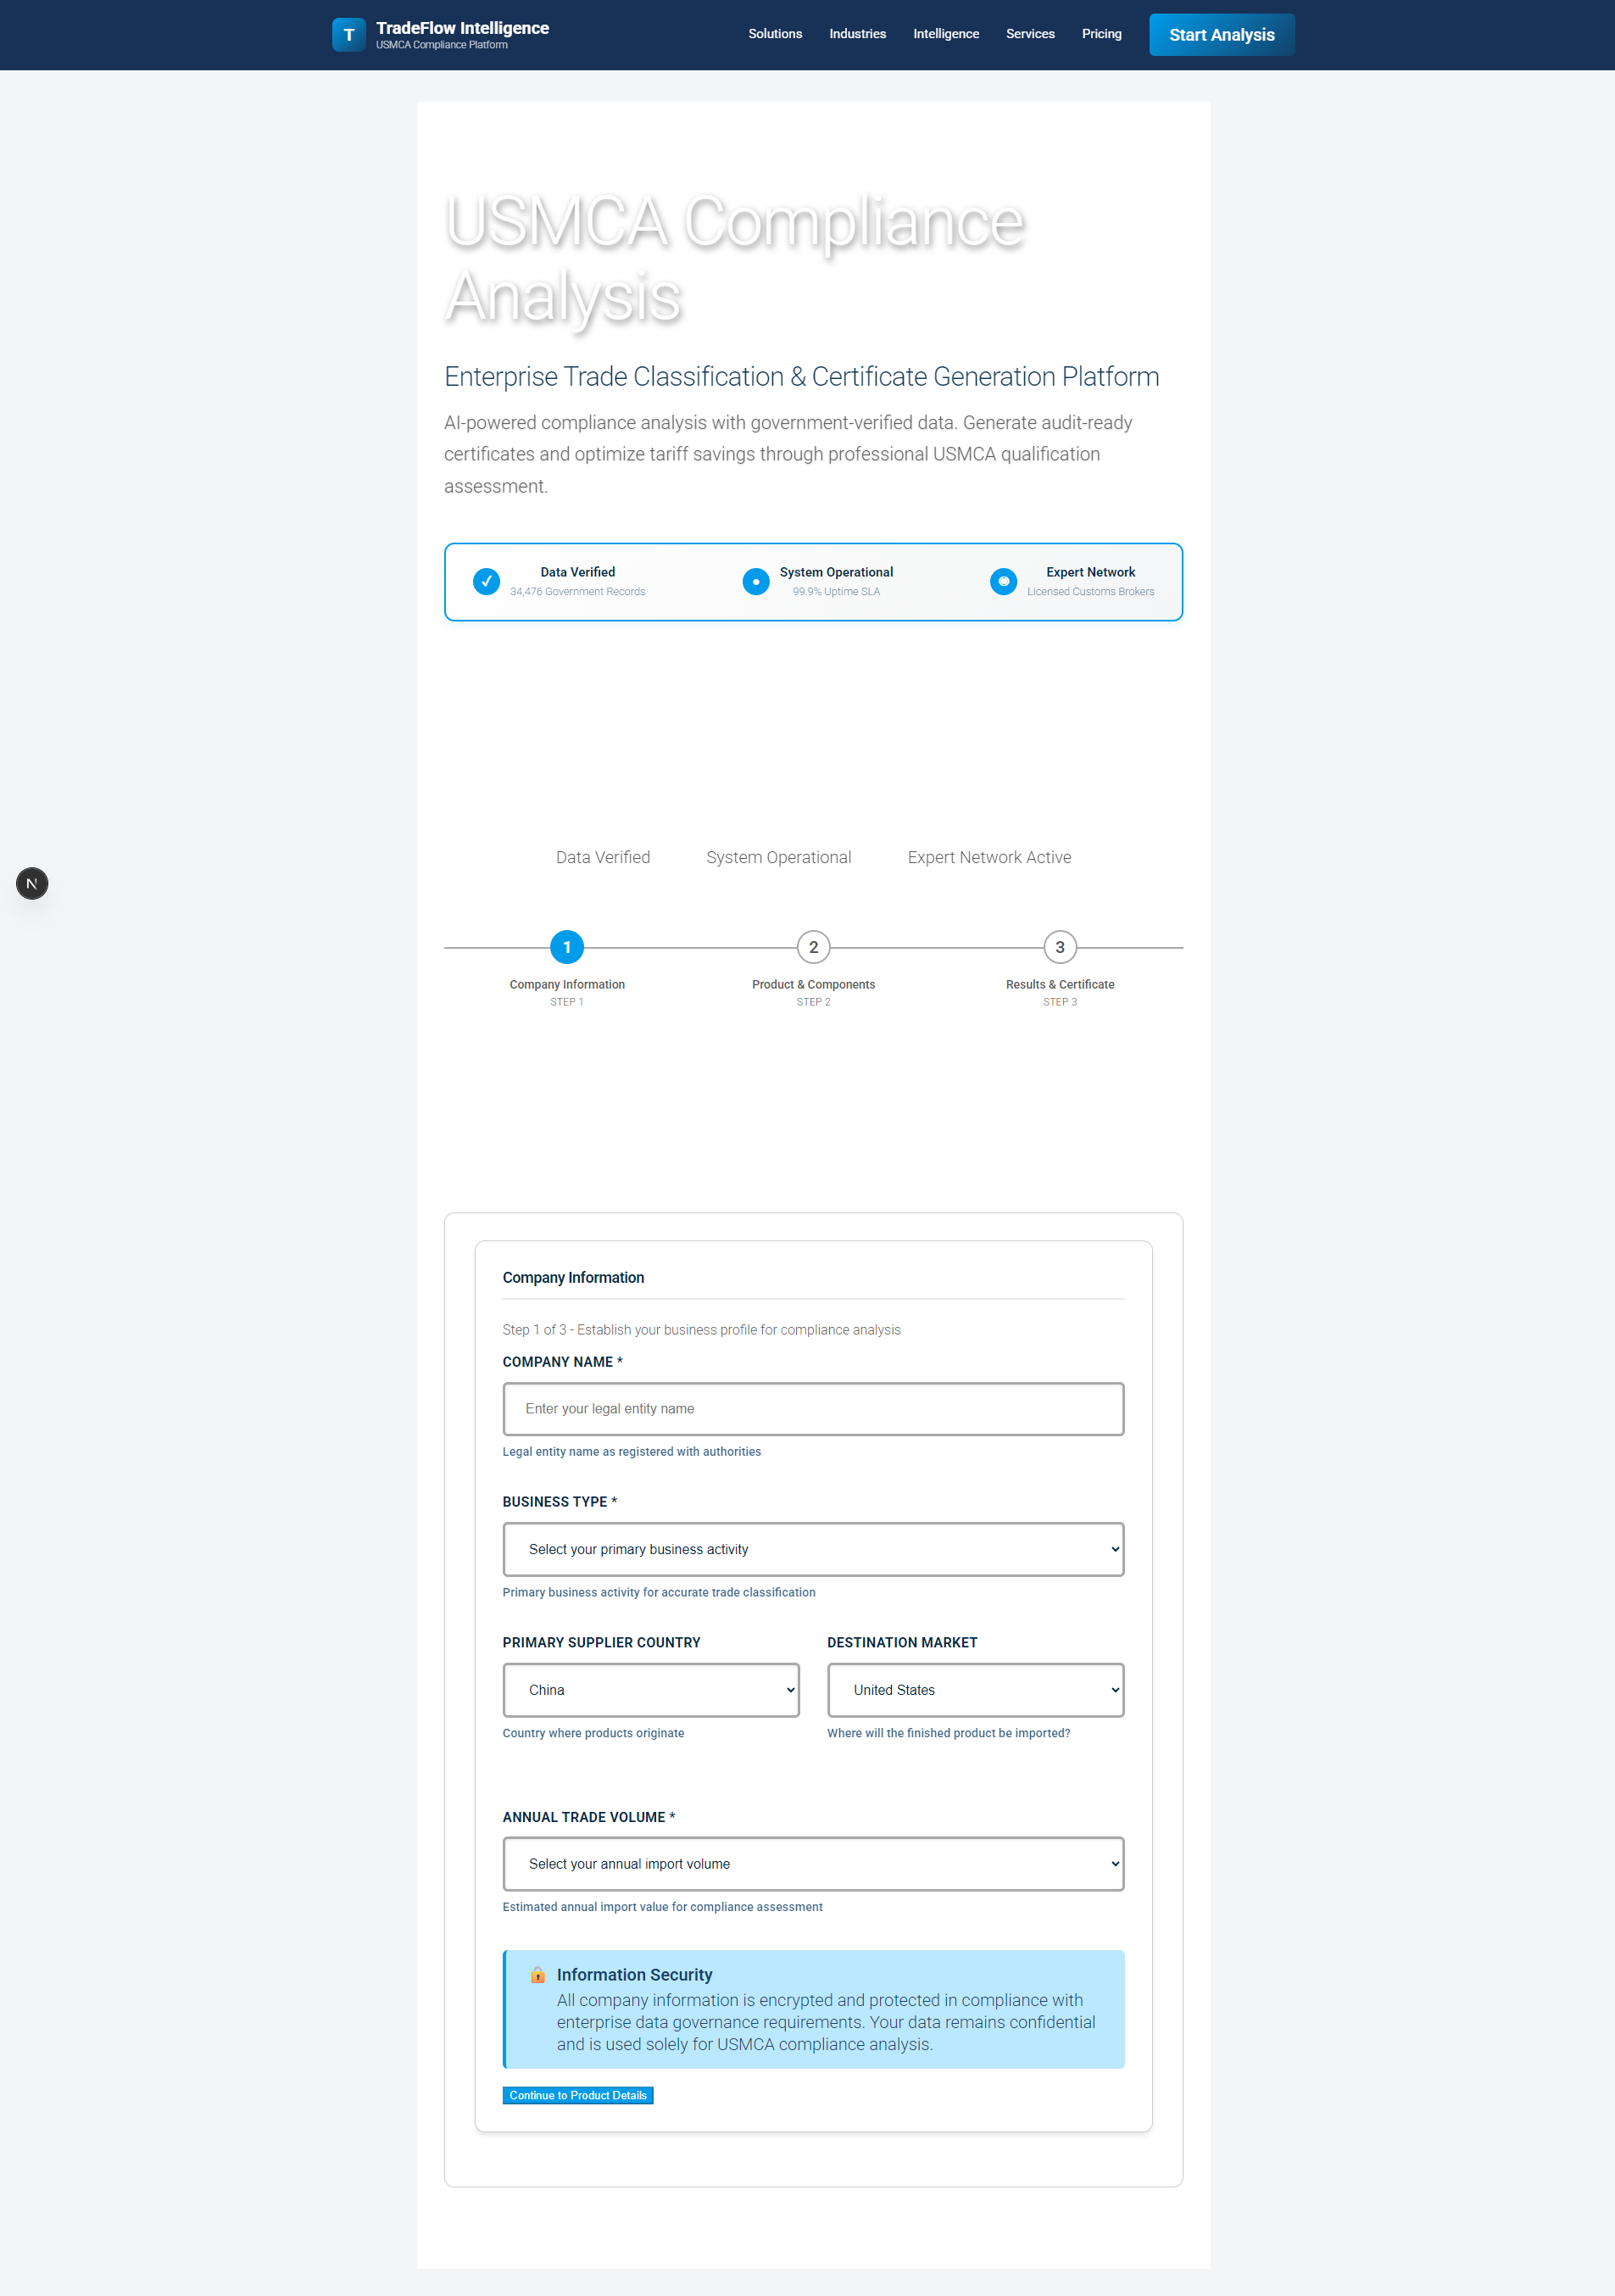 T
TradeFlow Intelligence
USMCA Compliance Platform
Solutions
Industries
Intelligence
Services
Pricing
Start Analysis
USMCA Compliance
Analysis
Enterprise Trade Classification & Certificate Generation Platform
AI-powered compliance analysis with government-verified data. Generate audit-ready
certificates and optimize tariff savings through professional USMCA qualification
assessment.
✓
Data Verified
34,476 Government Records
System Operational
99.9% Uptime SLA
Expert Network
Licensed Customs Brokers
Data Verified
System Operational
Expert Network Active
N
1
2
3
Company Information
Product & Components
Results & Certificate
STEP 1
STEP 2
STEP 3
Company Information
Step 1 of 3 - Establish your business profile for compliance analysis
COMPANY NAME *
Enter your legal entity name
Legal entity name as registered with authorities
BUSINESS TYPE *
Select your primary business activity
Primary business activity for accurate trade classification
PRIMARY SUPPLIER COUNTRY
DESTINATION MARKET
China
United States
Country where products originate
Where will the finished product be imported?
ANNUAL TRADE VOLUME *
Select your annual import volume
Estimated annual import value for compliance assessment
Information Security
All company information is encrypted and protected in compliance with
enterprise data governance requirements. Your data remains confidential
and is used solely for USMCA compliance analysis.
Continue to Product Details